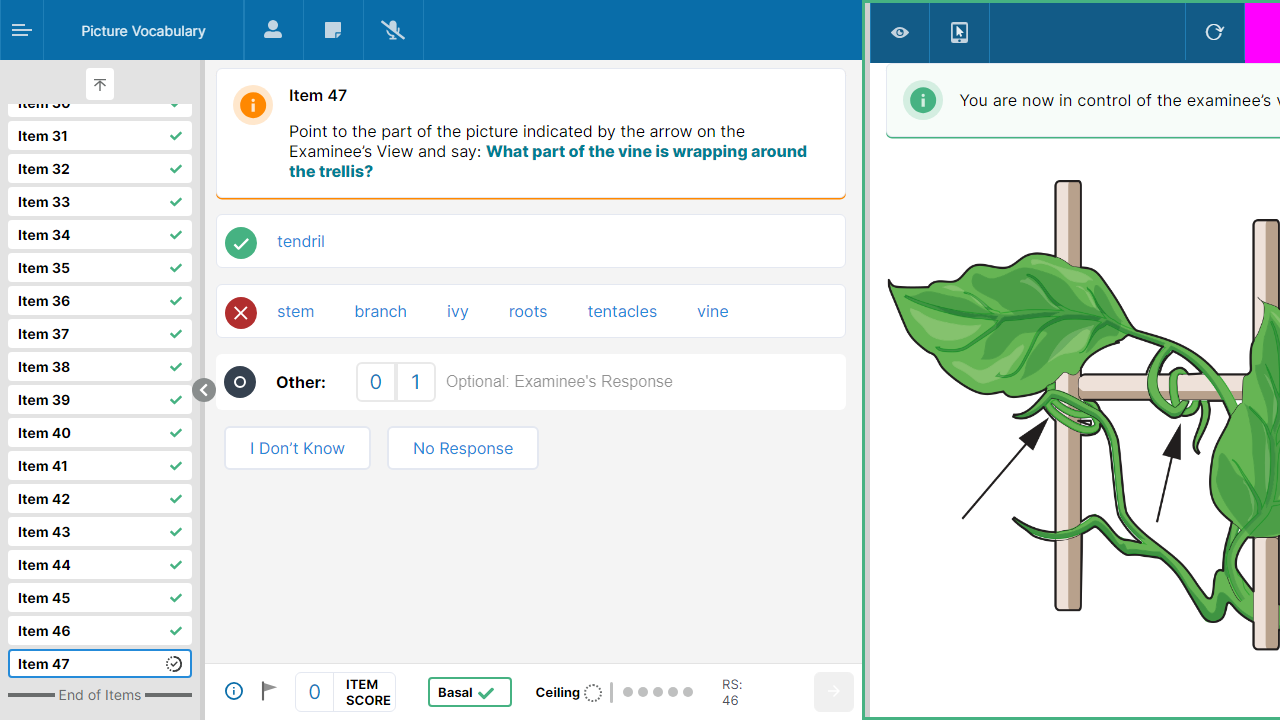 Picture Vocabulary
Item 30
Item 31
Item 32
Item 33
Item 34
Item 35
Item 36
Item 37
Item 38
Item 39
Item 40
Item 41
Item 42
Item 43
Item 44
Item 45
Item 46
Item 47
End of Items
Item 47
Point to the part of the picture indicated by the arrow on the
Examinee’s View and say: What part of the vine is wrapping around
the trellis?
tendril
stem branch ivy roots tentacles vine
Other: 0 1 Optional: Examinee's Response
I Don’t Know No Response
0 ITEM
SCORE
Basal
Ceiling
RS:
46
You are now in control of the examinee’s